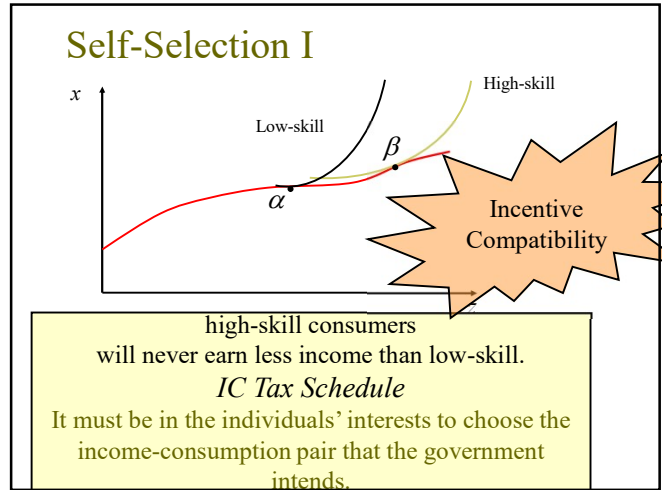 Self-Selection I
x
High-skill
Low-skill
β
α
Incentive
Compatibility
high-skill consumers
will never earn less income than low-skill.
IC Tax Schedule
It must be in the individuals’ interests to choose the
income-consumption pair that the government
intends.